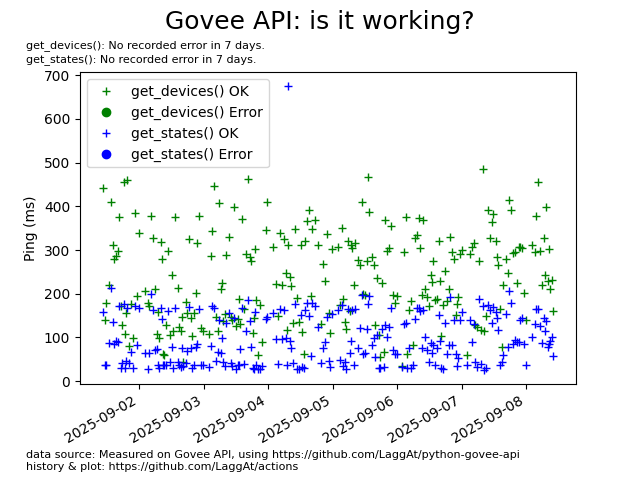 Govee API: is it working?
get_devices(): No recorded error in 7 days.
get_states(): No recorded error in 7 days.
700
600
500
400
300
200
100
0
Ping (ms)
get_devices() OK
get_devices() Error
get_states() OK
get_states() Error
2025-09-02
2025-09-03
2025-09-04
2025-09-05
2025-09-06
2025-09-07
2025-09-08
data source: Measured on Govee API, using https://github.com/LaggAt/python-govee-api
history & plot: https://github.com/LaggAt/actions